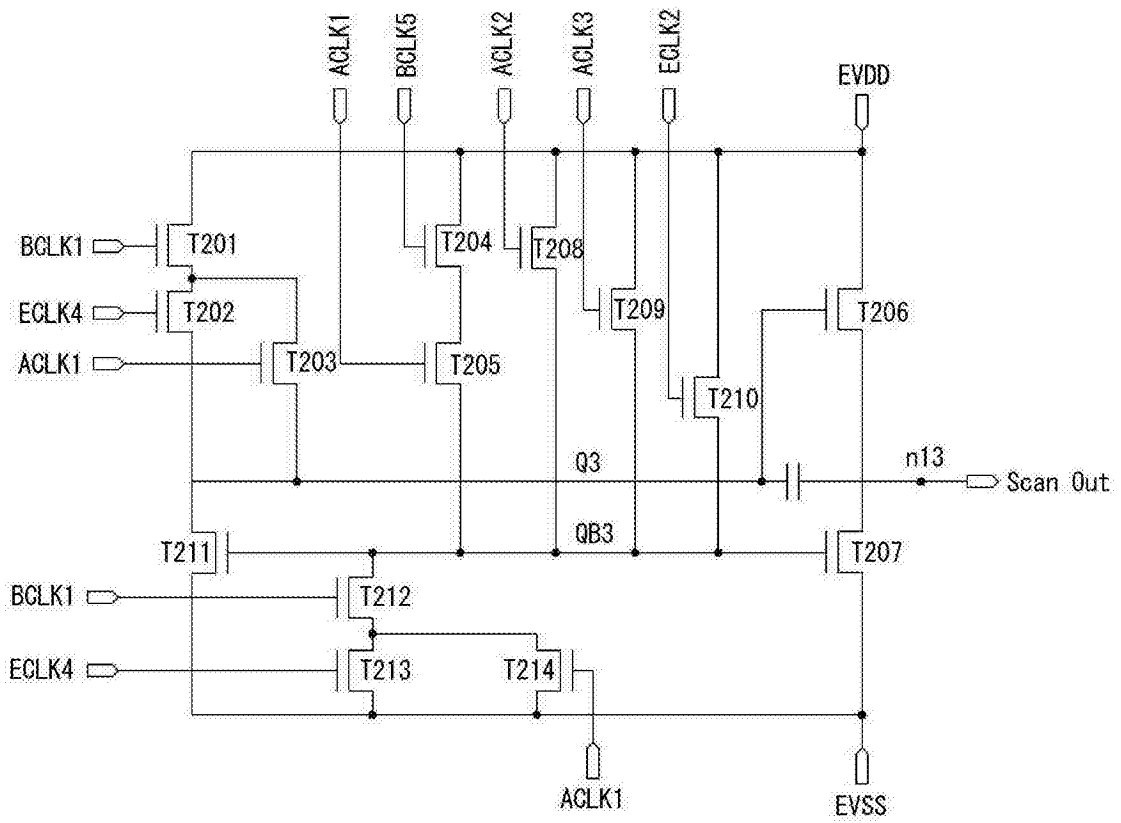 ACLK1
BCLK5
ACLK2
ACLK3
ECLK2
EVDD
BCLK1
T201
T204
T208
ECLK4
T202
T209
T206
ACLK1
T203
T205
T210
Q3
n13
Scan Out
QB3
T211
T207
BCLK1
T212
ECLK4
T213
T214
ACLK1
EVSS